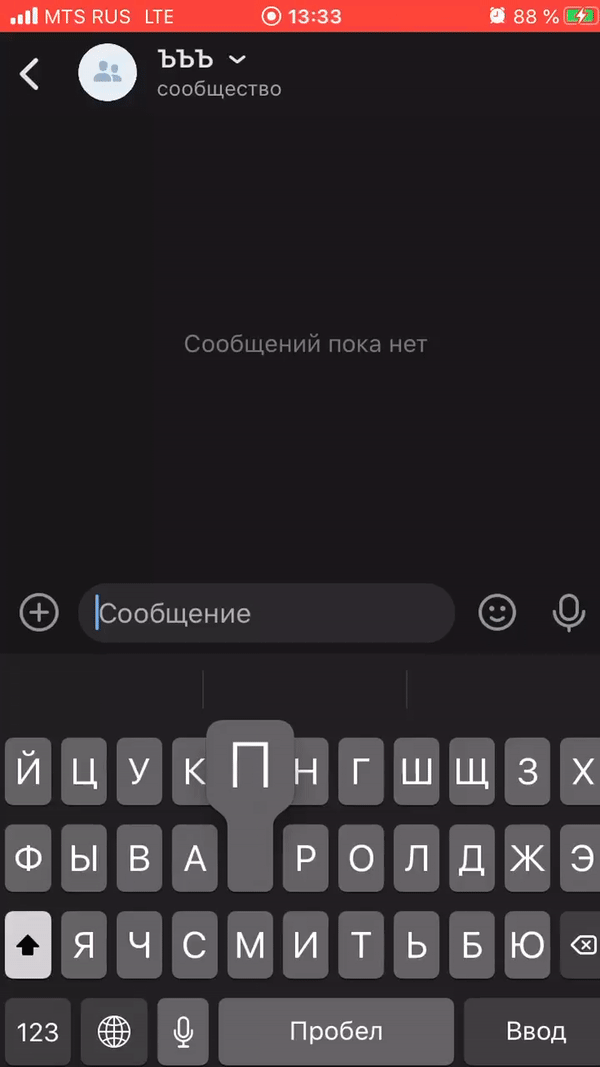 MTS RUS LTE 13:33 88 %
ЪЪЪ
сообщество
Сообщений пока нет
Сообщение
Й Ц У К П Н Г Ш Щ З Х
Ф Ы В А Р О Л Д Ж Э
Я Ч С М И Т Ь Б Ю
123 Пробел Ввод